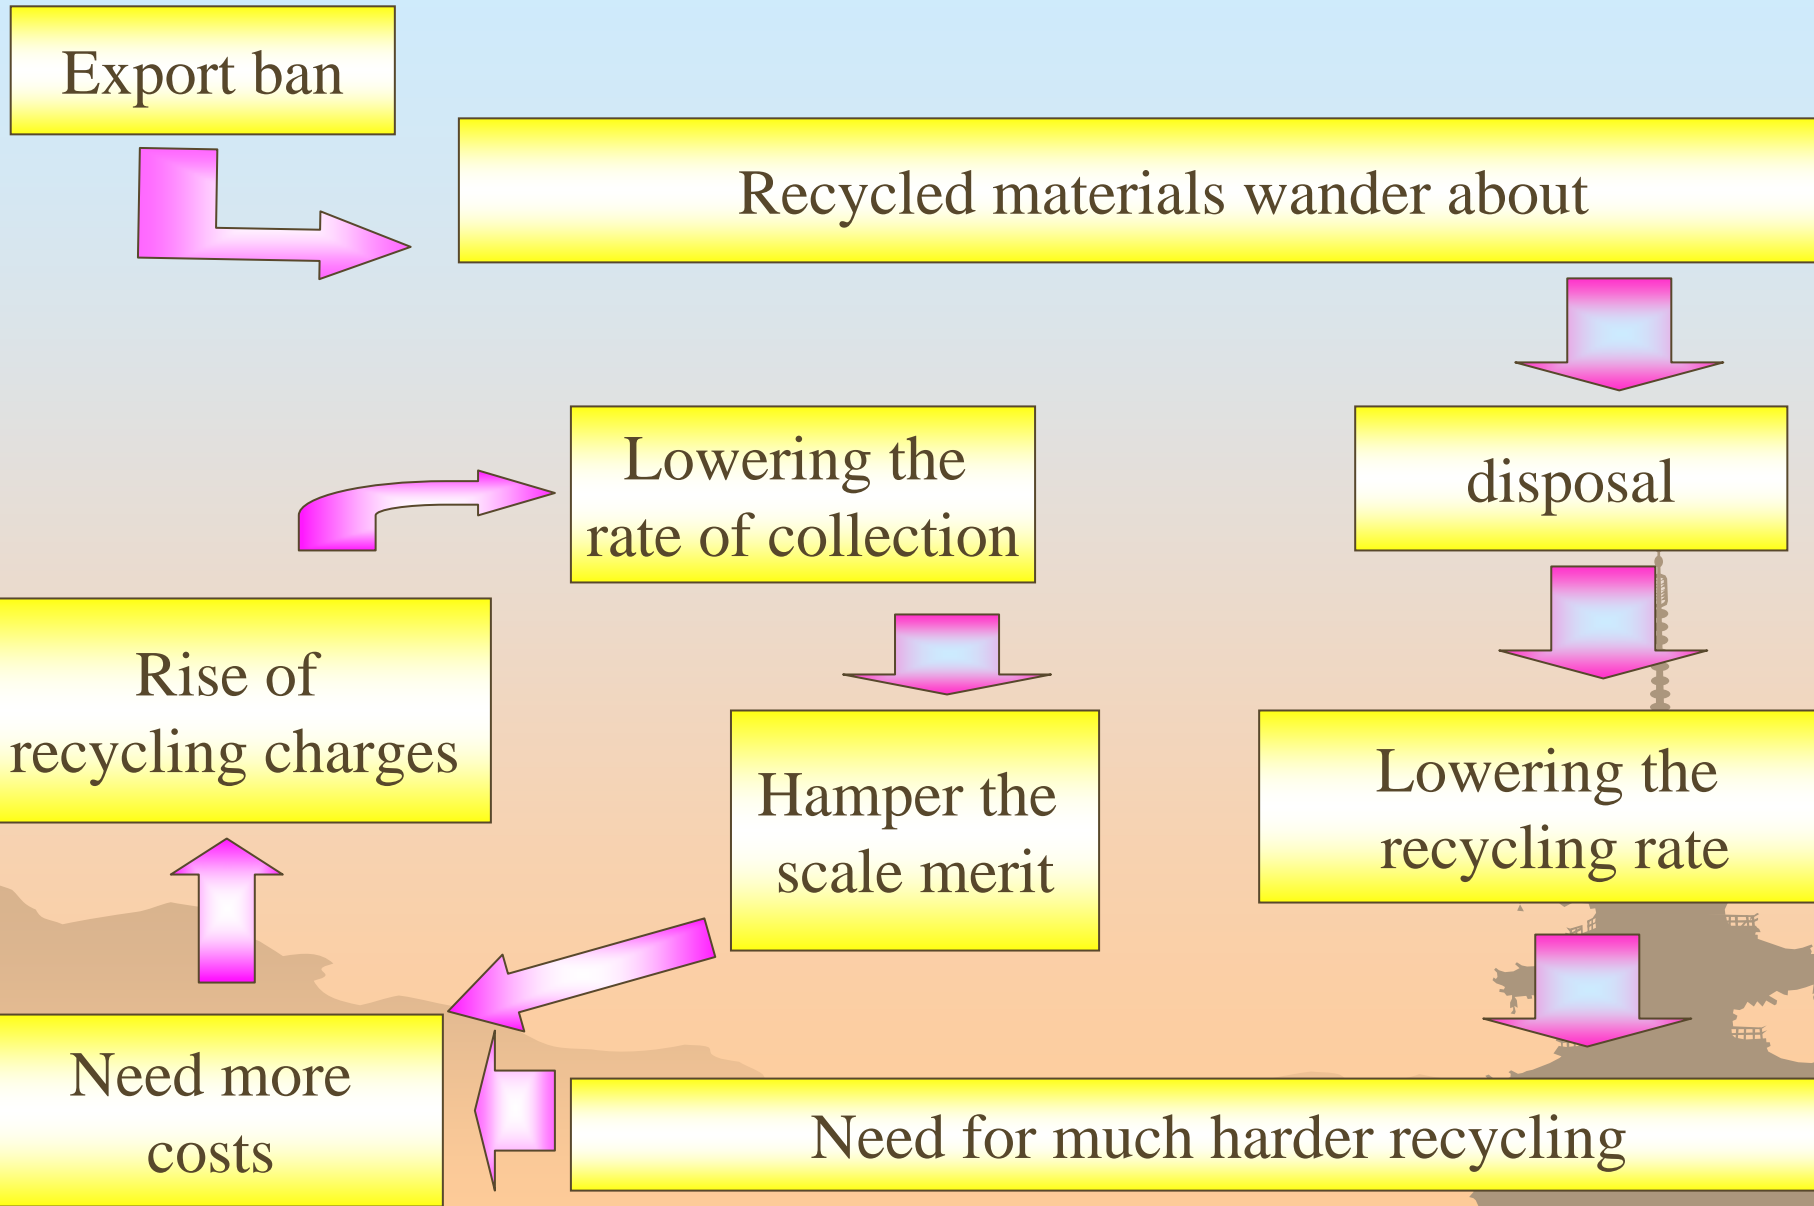 Export ban
Recycled materials wander about
Lowering the
rate of collection
disposal
Rise of
recycling charges
Hamper the
scale merit
Lowering the
recycling rate
Need more
costs
Need for much harder recycling